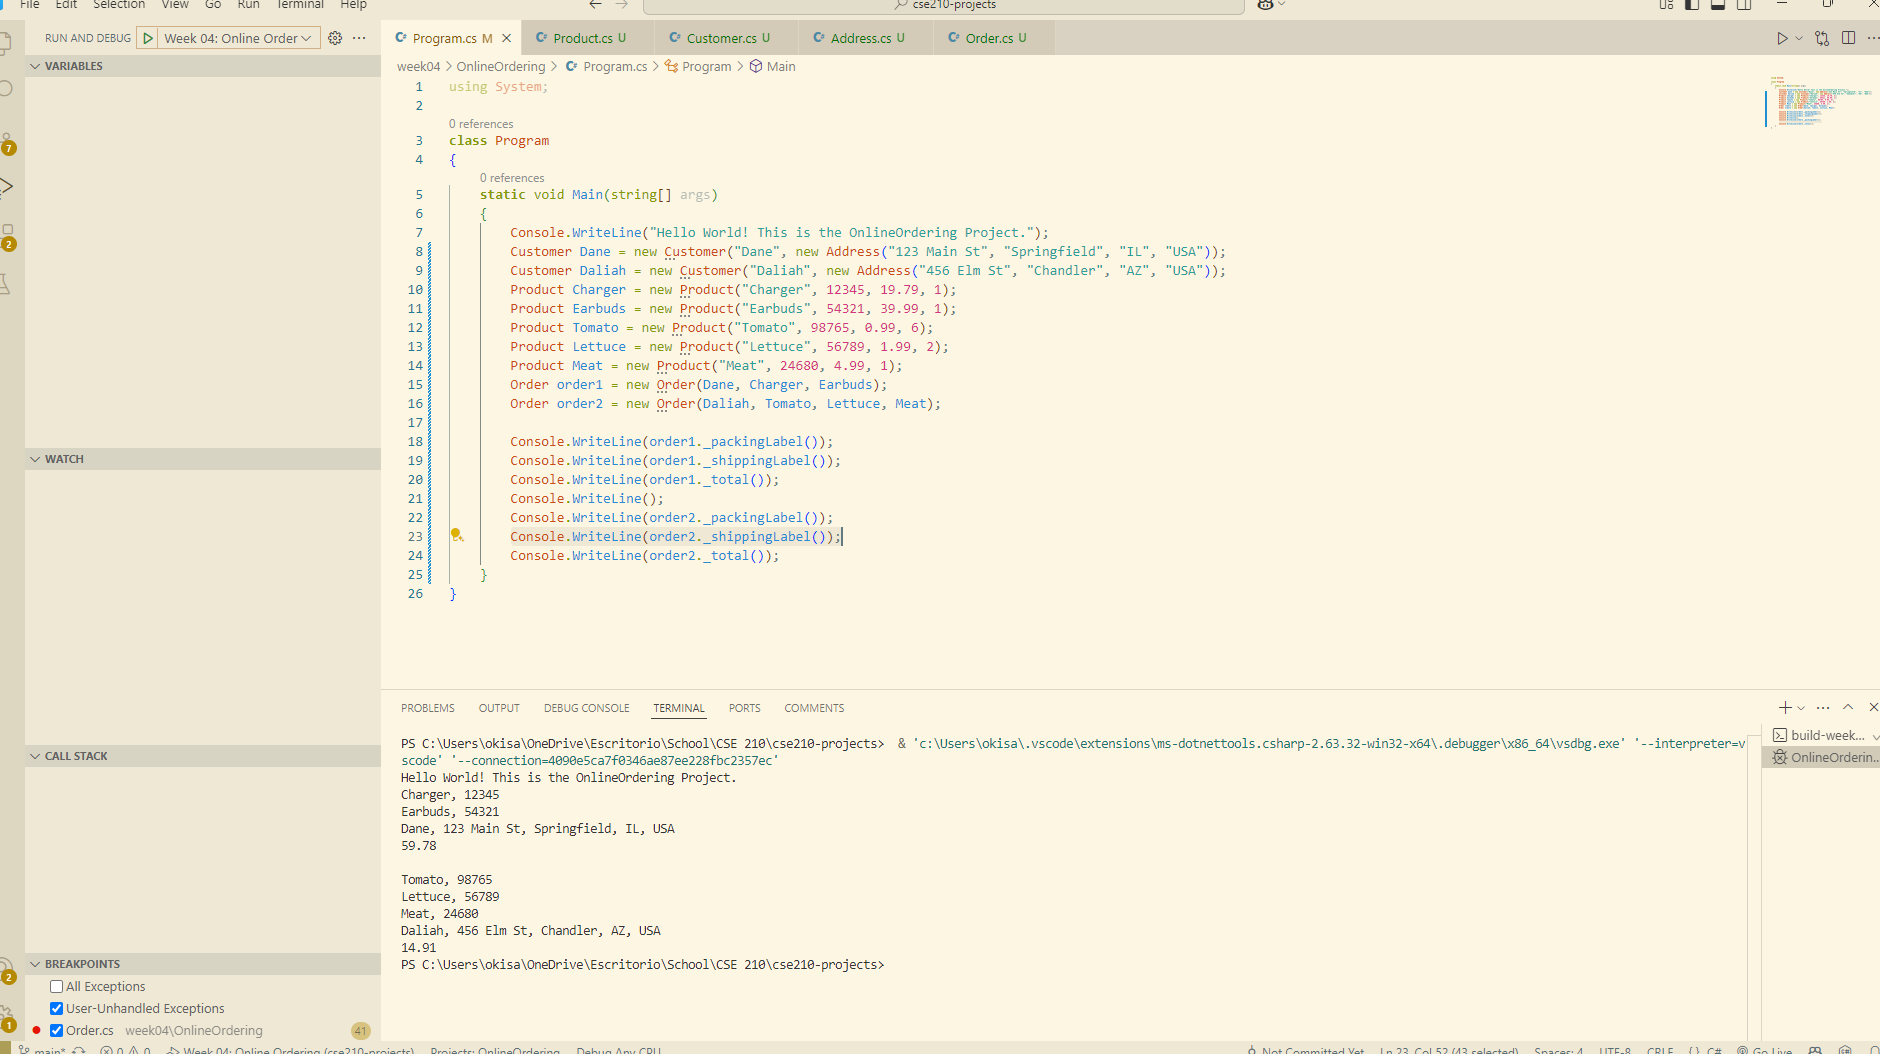 File Edit Selection View Go Run Terminal Help
cse210-projects
RUN AND DEBUG Week 04: Online Order
Program.cs M
Product.cs U
Customer.cs U
Address.cs U
Order.cs U
VARIABLES
WATCH
CALL STACK
BREAKPOINTS
All Exceptions
User-Unhandled Exceptions
Order.cs week04\OnlineOrdering 41
7
2
2
1
week04 > OnlineOrdering > Program.cs > Program > Main
1 using System;
2
0 references
3 class Program
4 {
0 references
5 static void Main(string[] args)
6 {
7 Console.WriteLine("Hello World! This is the OnlineOrdering Project.");
8 Customer Dane = new Customer("Dane", new Address("123 Main St", "Springfield", "IL", "USA"));
9 Customer Daliah = new Customer("Daliah", new Address("456 Elm St", "Chandler", "AZ", "USA"));
10 Product Charger = new Product("Charger", 12345, 19.79, 1);
11 Product Earbuds = new Product("Earbuds", 54321, 39.99, 1);
12 Product Tomato = new Product("Tomato", 98765, 0.99, 6);
13 Product Lettuce = new Product("Lettuce", 56789, 1.99, 2);
14 Product Meat = new Product("Meat", 24680, 4.99, 1);
15 Order order1 = new Order(Dane, Charger, Earbuds);
16 Order order2 = new Order(Daliah, Tomato, Lettuce, Meat);
17
18 Console.WriteLine(order1._packingLabel());
19 Console.WriteLine(order1._shippingLabel());
20 Console.WriteLine(order1._total());
21 Console.WriteLine();
22 Console.WriteLine(order2._packingLabel());
23 Console.WriteLine(order2._shippingLabel());
24 Console.WriteLine(order2._total());
25 }
26 }
PROBLEMS OUTPUT DEBUG CONSOLE TERMINAL PORTS COMMENTS
PS C:\Users\okisa\OneDrive\Escritorio\School\CSE 210\cse210-projects> & 'c:\Users\okisa\.vscode\extensions\ms-dotnettools.csharp-2.63.32-win32-x64\.debugger\x86_64\vsdbg.exe' '--interpreter=v
scode' '--connection=4090e5ca7f0346ae87ee228fbc2357ec'
Hello World! This is the OnlineOrdering Project.
Charger, 12345
Earbuds, 54321
Dane, 123 Main St, Springfield, IL, USA
59.78
Tomato, 98765
Lettuce, 56789
Meat, 24680
Daliah, 456 Elm St, Chandler, AZ, USA
14.91
PS C:\Users\okisa\OneDrive\Escritorio\School\CSE 210\cse210-projects>
build-week...
OnlineOrderin...
main* 0 0 Week 04: Online Ordering (cse210-projects) Projects: OnlineOrdering Debug Any CPU
Not Committed Yet Ln 23, Col 52 (43 selected) Spaces: 4 UTF-8 CRLF {} C# Go Live